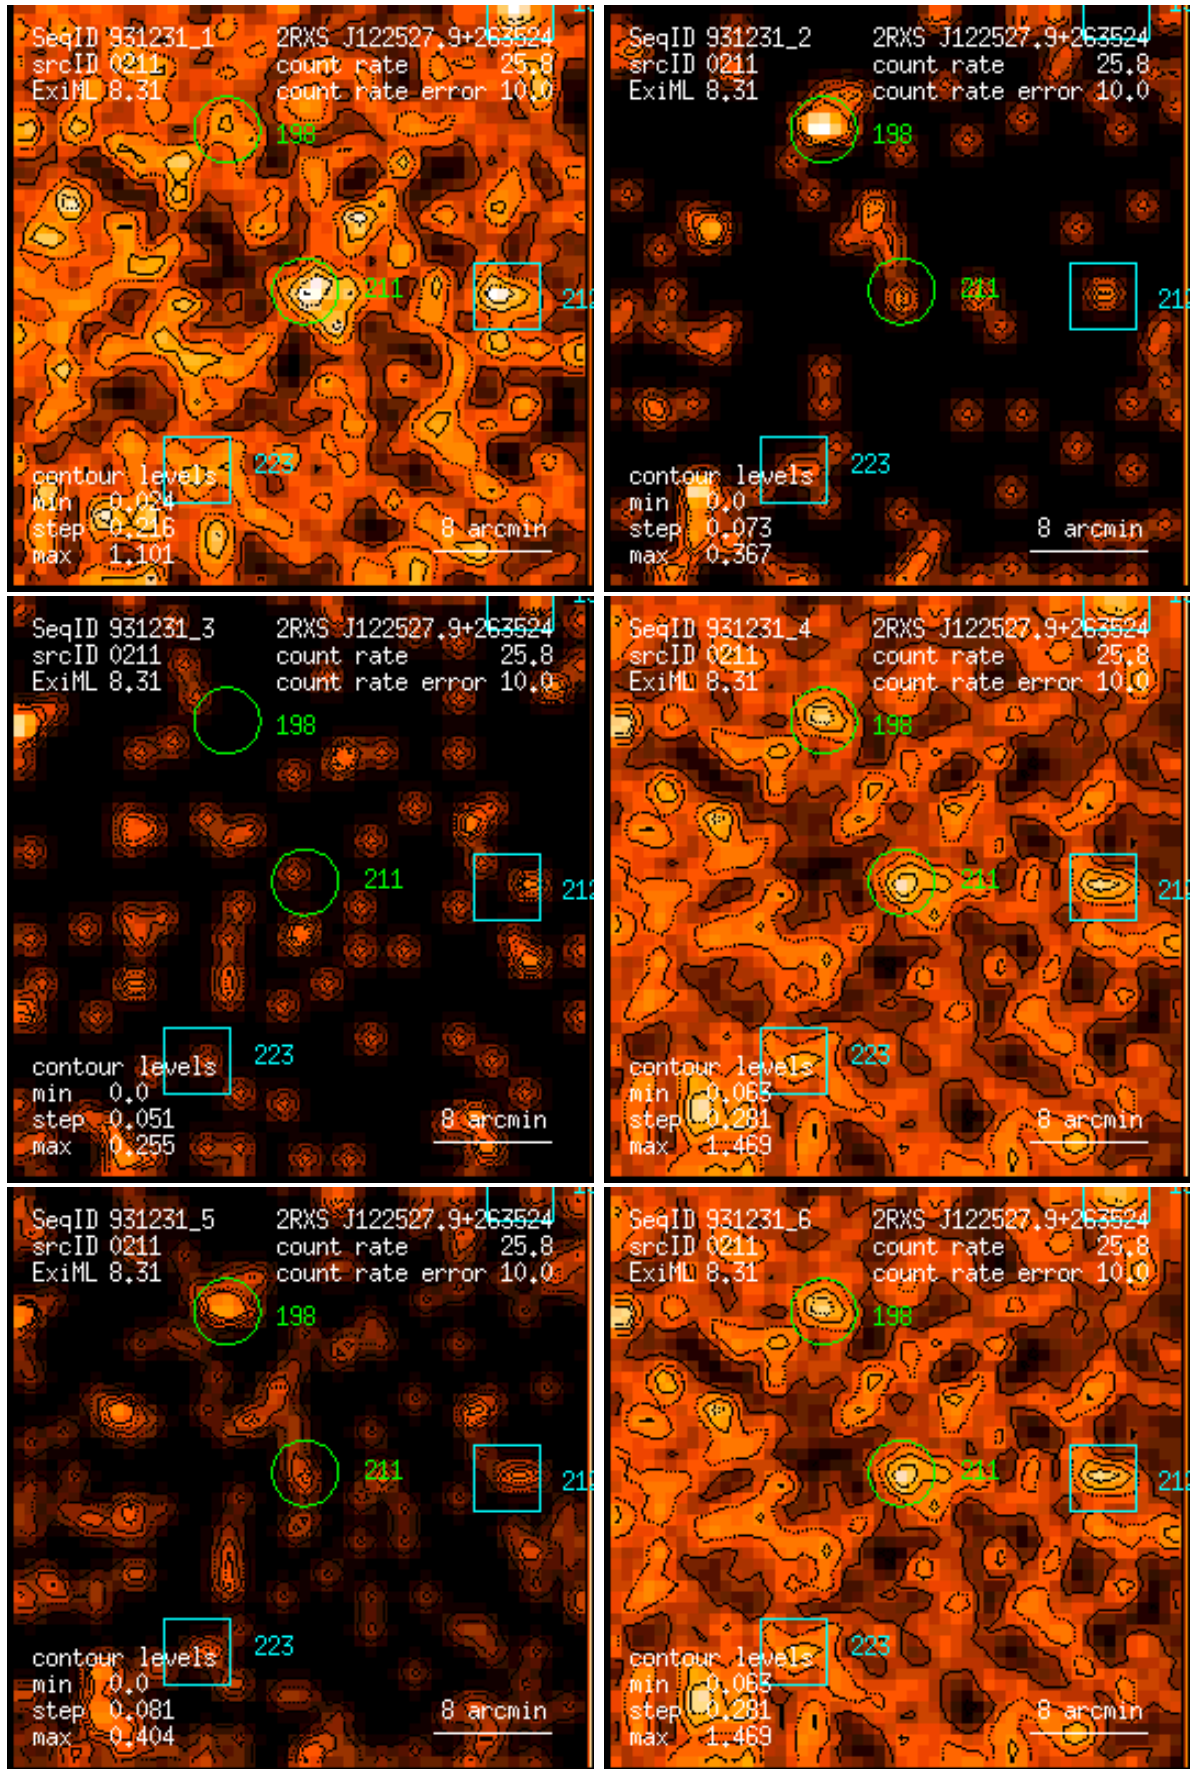 SeqID 931231_1 2RXS J122527.9+263524
srcID 0211 count rate 25.8
ExiML 8.31 count rate error 10.0
198
211
212
223
contour levels
min 0.024
step 0.216
max 1.101
8 arcmin
SeqID 931231_2 2RXS J122527.9+263524
srcID 0211 count rate 25.8
ExiML 8.31 count rate error 10.0
198
211
212
223
contour levels
min 0.0
step 0.073
max 0.367
8 arcmin
SeqID 931231_3 2RXS J122527.9+263524
srcID 0211 count rate 25.8
ExiML 8.31 count rate error 10.0
198
211
212
223
contour levels
min 0.0
step 0.051
max 0.255
8 arcmin
SeqID 931231_4 2RXS J122527.9+263524
srcID 0211 count rate 25.8
ExiML 8.31 count rate error 10.0
198
211
212
223
contour levels
min 0.063
step 0.281
max 1.469
8 arcmin
SeqID 931231_5 2RXS J122527.9+263524
srcID 0211 count rate 25.8
ExiML 8.31 count rate error 10.0
198
211
212
223
contour levels
min 0.0
step 0.081
max 0.404
8 arcmin
SeqID 931231_6 2RXS J122527.9+263524
srcID 0211 count rate 25.8
ExiML 8.31 count rate error 10.0
198
211
212
223
contour levels
min 0.063
step 0.281
max 1.469
8 arcmin